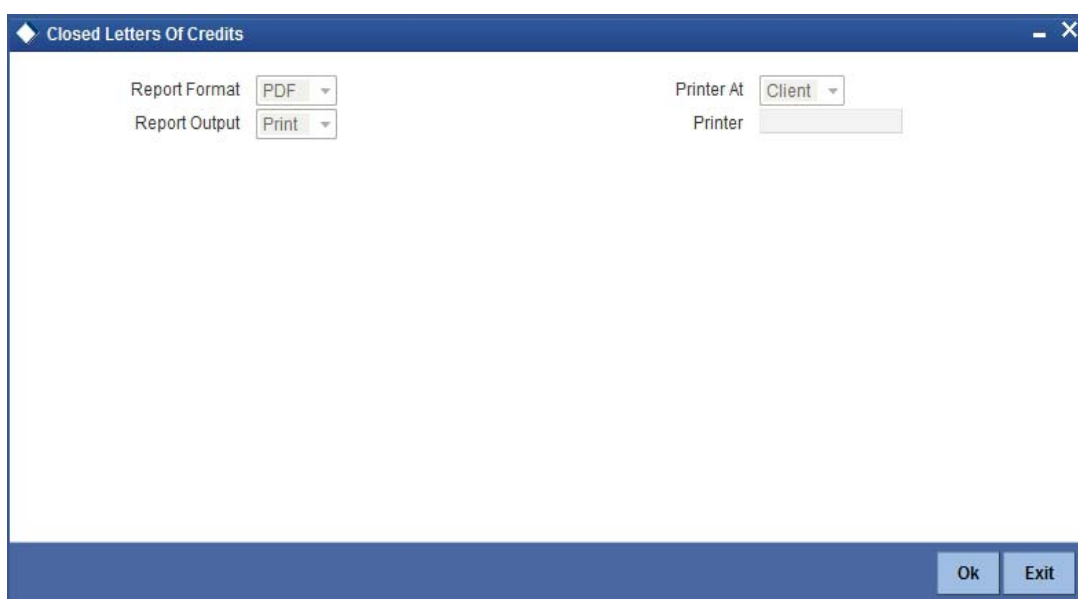 Closed Letters Of Credits
Report Format PDF Printer At Client
Report Output Print Printer
Ok Exit